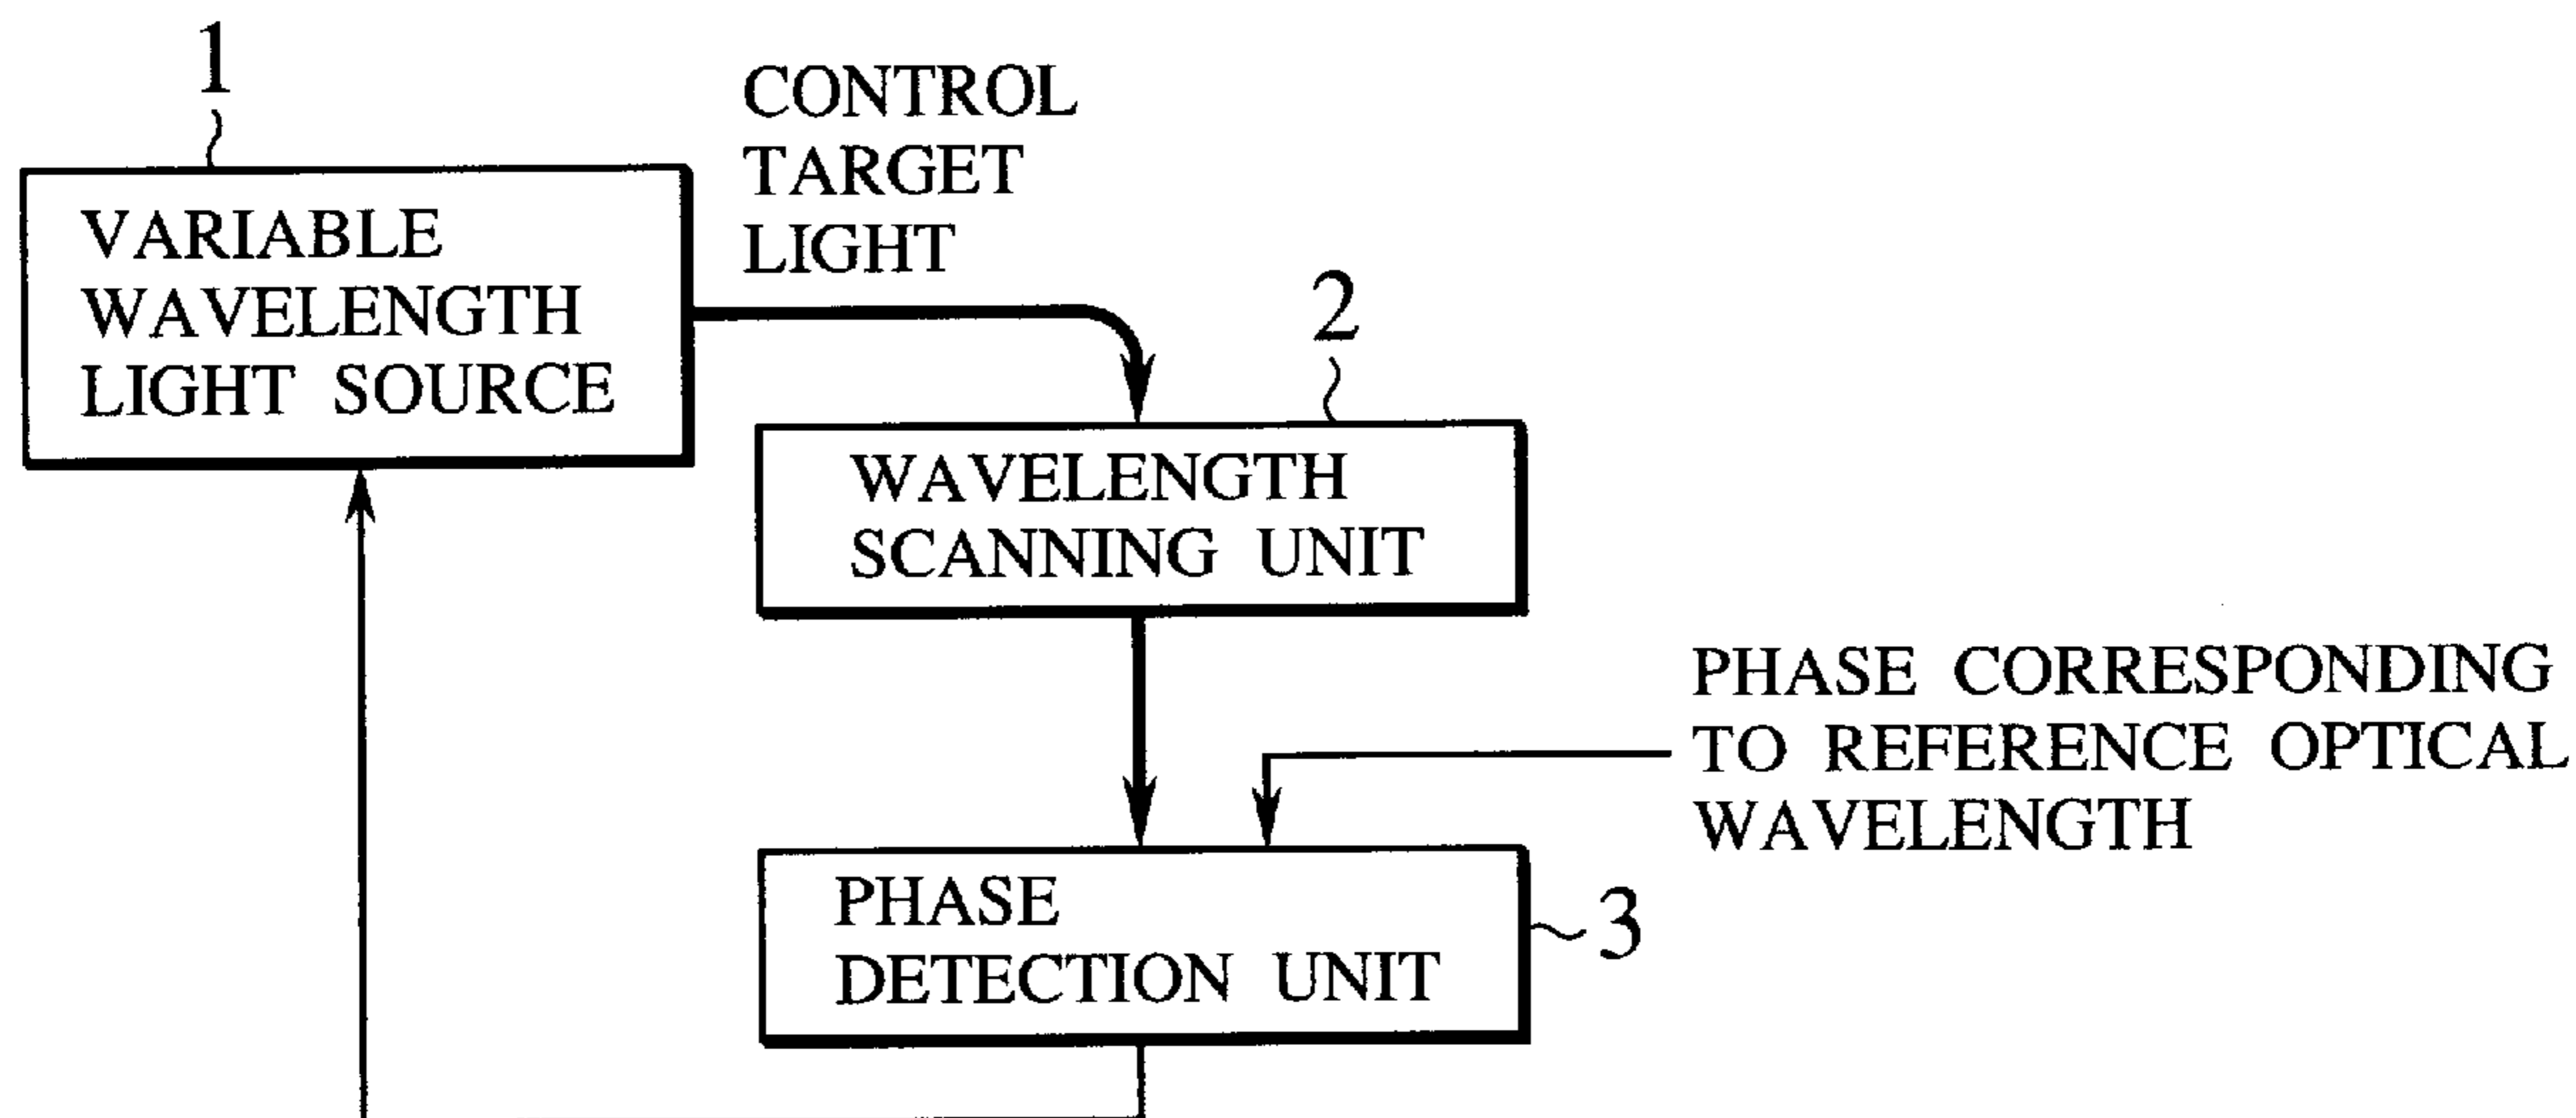 1
VARIABLE
WAVELENGTH
LIGHT SOURCE
CONTROL
TARGET
LIGHT
2
WAVELENGTH
SCANNING UNIT
PHASE CORRESPONDING
TO REFERENCE OPTICAL
WAVELENGTH
PHASE
DETECTION UNIT
3